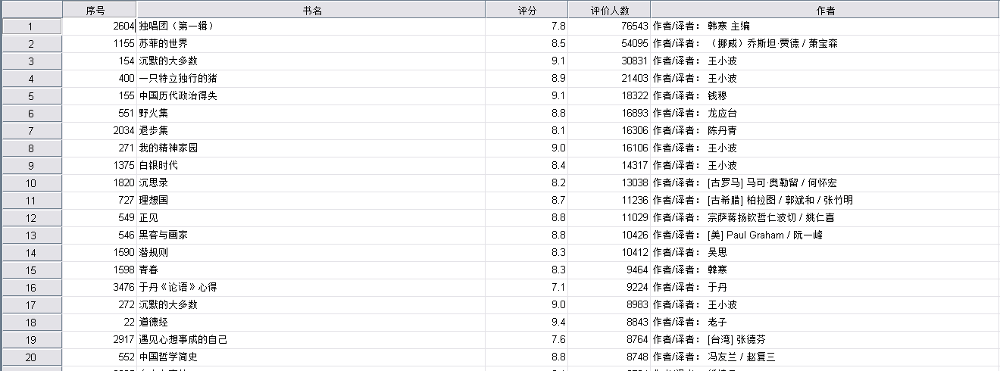 序号 书名 评分 评价人数 作者
1 2604 独唱团（第一辑） 7.8 76543 作者/译者： 韩寒 主编
2 1155 苏菲的世界 8.5 54095 作者/译者： （挪威）乔斯坦·贾德 / 萧宝森
3 154 沉默的大多数 9.1 30831 作者/译者： 王小波
4 400 一只特立独行的猪 8.9 21403 作者/译者： 王小波
5 155 中国历代政治得失 9.1 18322 作者/译者： 钱穆
6 551 野火集 8.8 16893 作者/译者： 龙应台
7 2034 退步集 8.1 16306 作者/译者： 陈丹青
8 271 我的精神家园 9.0 16106 作者/译者： 王小波
9 1375 白银时代 8.4 14317 作者/译者： 王小波
10 1820 沉思录 8.2 13038 作者/译者： [古罗马] 马可·奥勒留 / 何怀宏
11 727 理想国 8.7 11236 作者/译者： [古希腊] 柏拉图 / 郭斌和 / 张竹明
12 549 正见 8.8 11029 作者/译者： 宗萨蒋扬钦哲仁波切 / 姚仁喜
13 546 黑客与画家 8.8 10426 作者/译者： [美] Paul Graham / 阮一峰
14 1590 潜规则 8.3 10412 作者/译者： 吴思
15 1598 青春 8.3 9464 作者/译者： 韩寒
16 3476 于丹《论语》心得 7.1 9224 作者/译者： 于丹
17 272 沉默的大多数 9.0 8983 作者/译者： 王小波
18 22 道德经 9.4 8843 作者/译者： 老子
19 2917 遇见心想事成的自己 7.6 8764 作者/译者： [台湾] 张德芬
20 552 中国哲学简史 8.8 8748 作者/译者： 冯友兰 / 赵复三